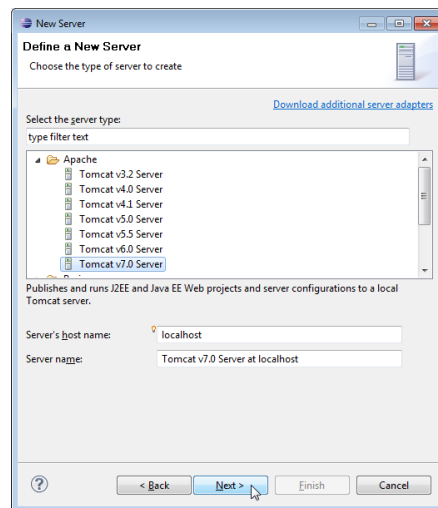 New Server
Define a New Server
Choose the type of server to create
Download additional server adapters
Select the server type:
type filter text
Apache
Tomcat v3.2 Server
Tomcat v4.0 Server
Tomcat v4.1 Server
Tomcat v5.0 Server
Tomcat v5.5 Server
Tomcat v6.0 Server
Tomcat v7.0 Server
Publishes and runs J2EE and Java EE Web projects and server configurations to a local
Tomcat server.
Server's host name: localhost
Server name: Tomcat v7.0 Server at localhost
? < Back Next > Finish Cancel